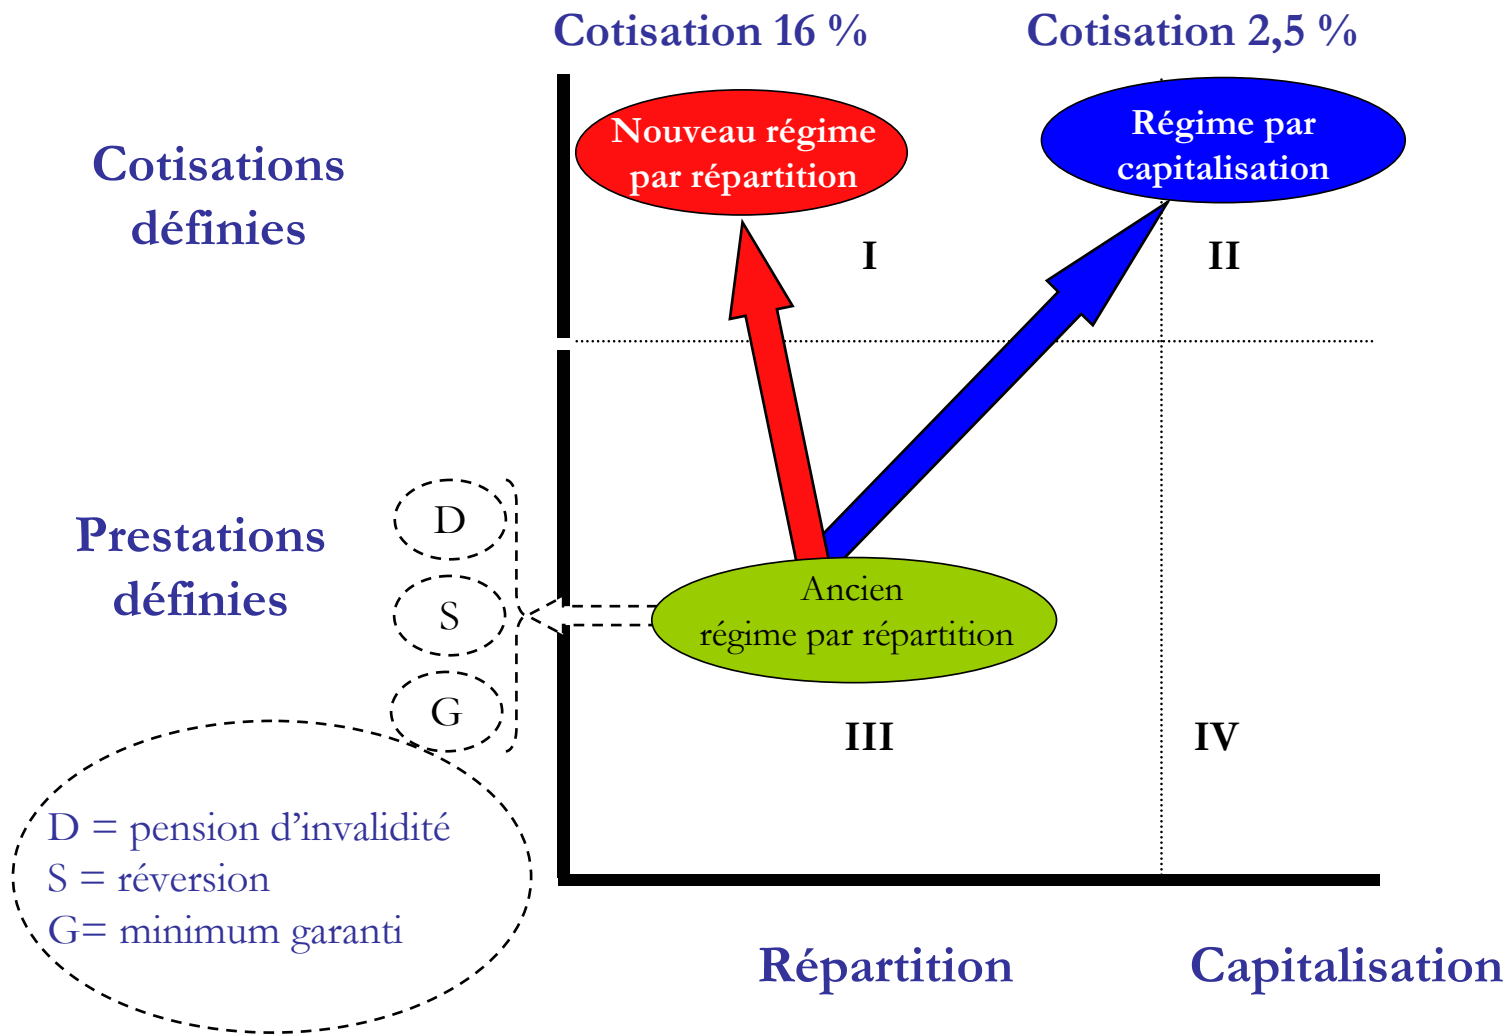 Cotisation 16 %
Cotisation 2,5 %
Cotisations
définies
Nouveau régime
par répartition
Régime par
capitalisation
I
II
Prestations
définies
D
S
G
Ancien
régime par répartition
III
IV
D = pension d’invalidité
S = réversion
G= minimum garanti
Répartition
Capitalisation